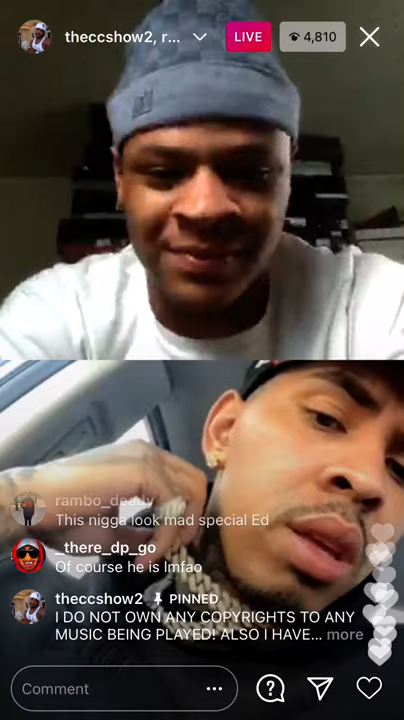 theccshow2, r...
LIVE
4,810
rambo_deady
This nigga look mad special Ed
_there_dp_go
Of course he is lmfao
theccshow2 PINNED
I DO NOT OWN ANY COPYRIGHTS TO ANY
MUSIC BEING PLAYED! ALSO I HAVE... more
Comment